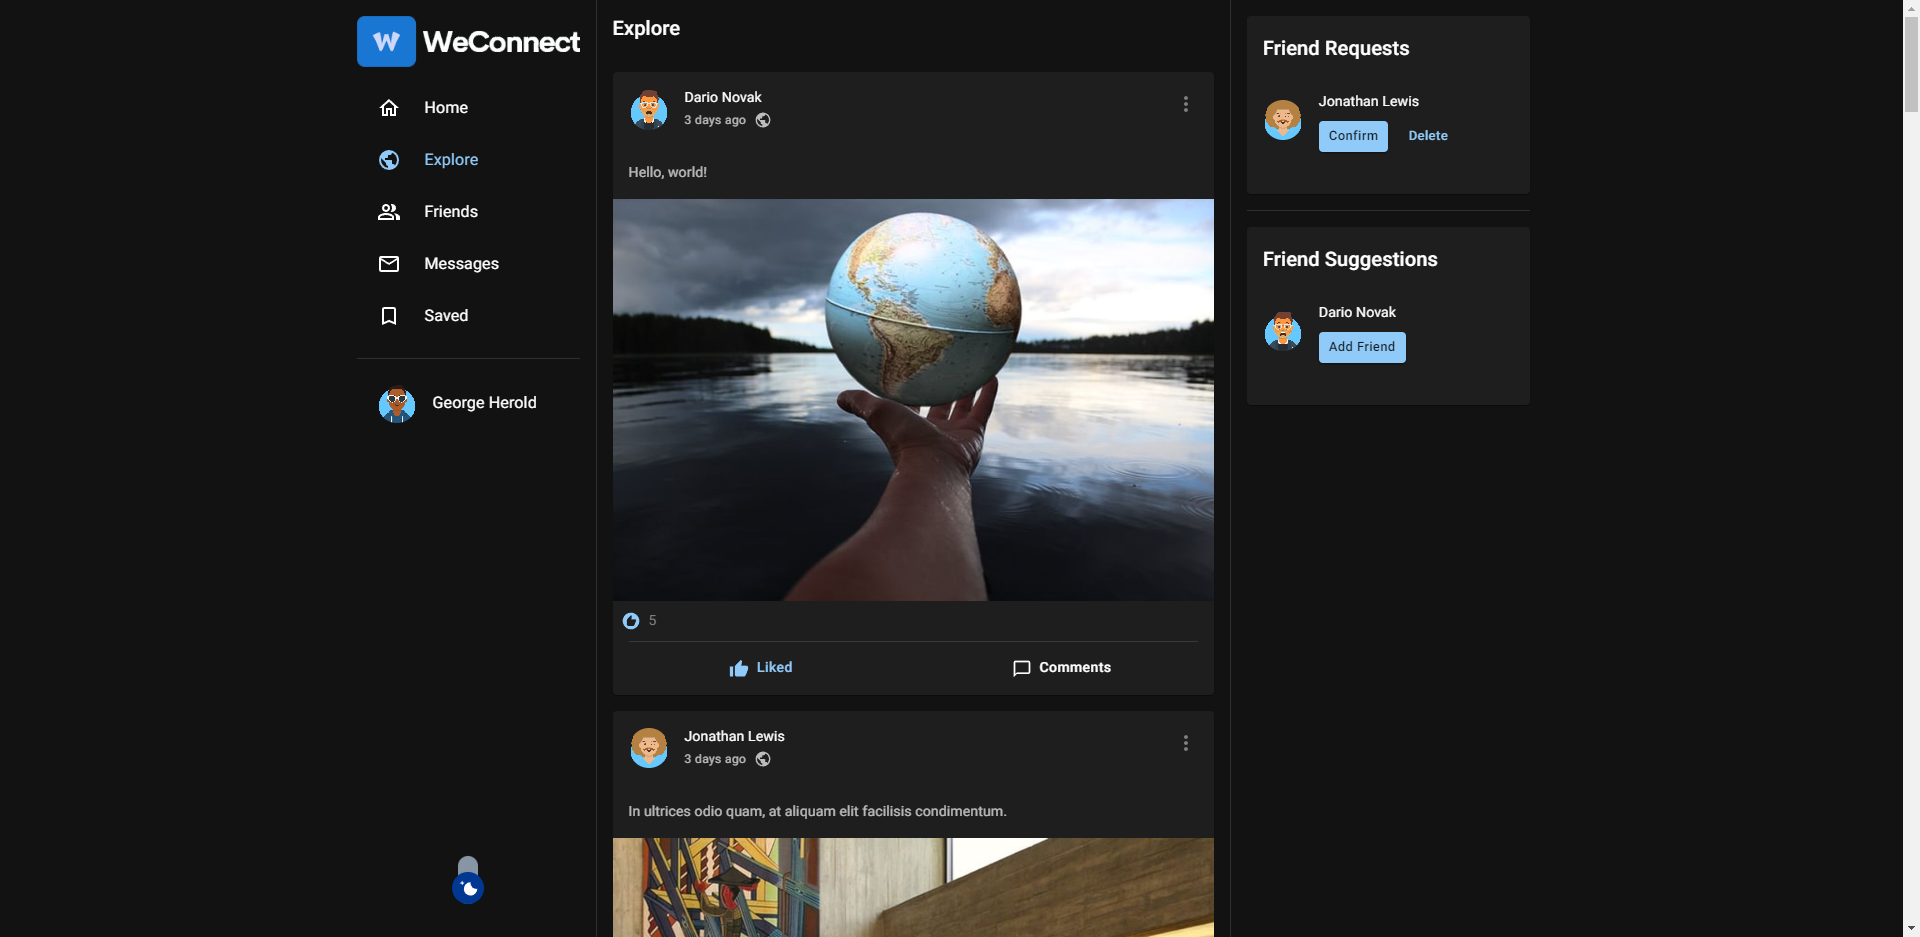 WeConnect
Home
Explore
Friends
Messages
Saved
George Herold
Explore
Dario Novak
3 days ago
Hello, world!
5
Liked
Comments
Jonathan Lewis
3 days ago
In ultrices odio quam, at aliquam elit facilisis condimentum.
Friend Requests
Jonathan Lewis
Confirm
Delete
Friend Suggestions
Dario Novak
Add Friend